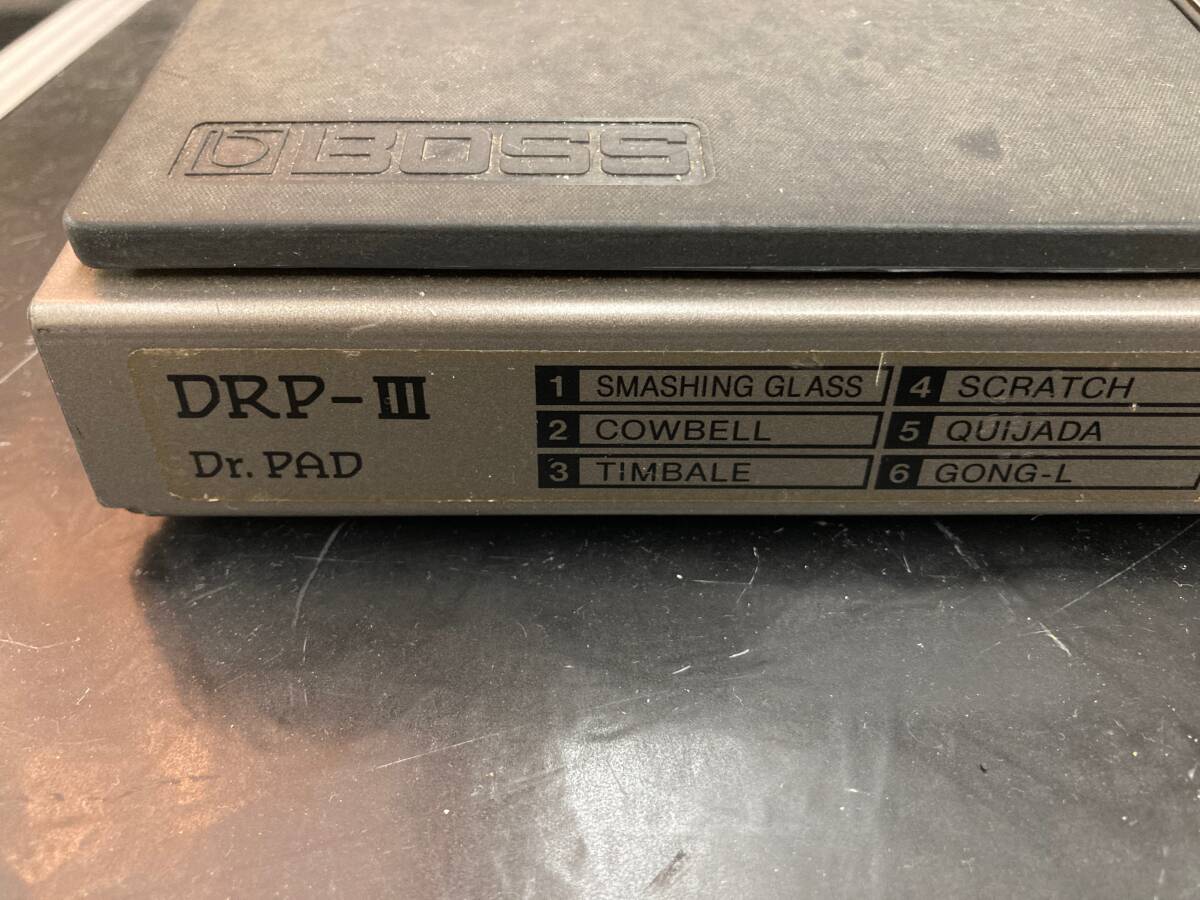 BOSS
DRP-III
Dr. PAD
1 SMASHING GLASS
2 COWBELL
3 TIMBALE
4 SCRATCH
5 QUIJADA
6 GONG-L